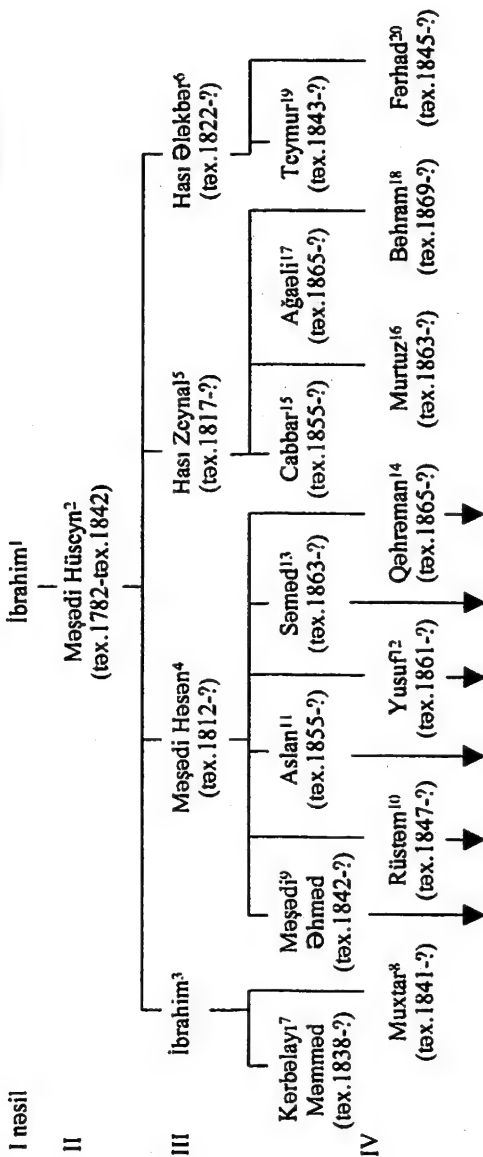 I nəsil
İbrahim¹
II
Məşədi Hüseyn²
(təx.1782-təx.1842)
III
İbrahim³
Məşədi Həsən⁴
(təx.1812-?)
Hası Zeynal⁵
(təx.1817-?)
Hası Ələkbər⁶
(təx.1822-?)
IV
Kərbəlayı⁷
Məmməd
(təx.1838-?)
Muxtar⁸
(təx.1841-?)
Məşədi⁹
Əhməd
(təx.1842-?)
Rüstəm¹⁰
(təx.1847-?)
Aslan¹¹
(təx.1855-?)
Yusuf¹²
(təx.1861-?)
Səməd¹³
(təx.1863-?)
Qəhrəman¹⁴
(təx.1865-?)
Cabbar¹⁵
(təx.1855-?)
Murtuz¹⁶
(təx.1863-?)
Ağaəli¹⁷
(təx.1865-?)
Bəhram¹⁸
(təx.1869-?)
Teymur¹⁹
(təx.1843-?)
Fərhad²⁰
(təx.1845-?)